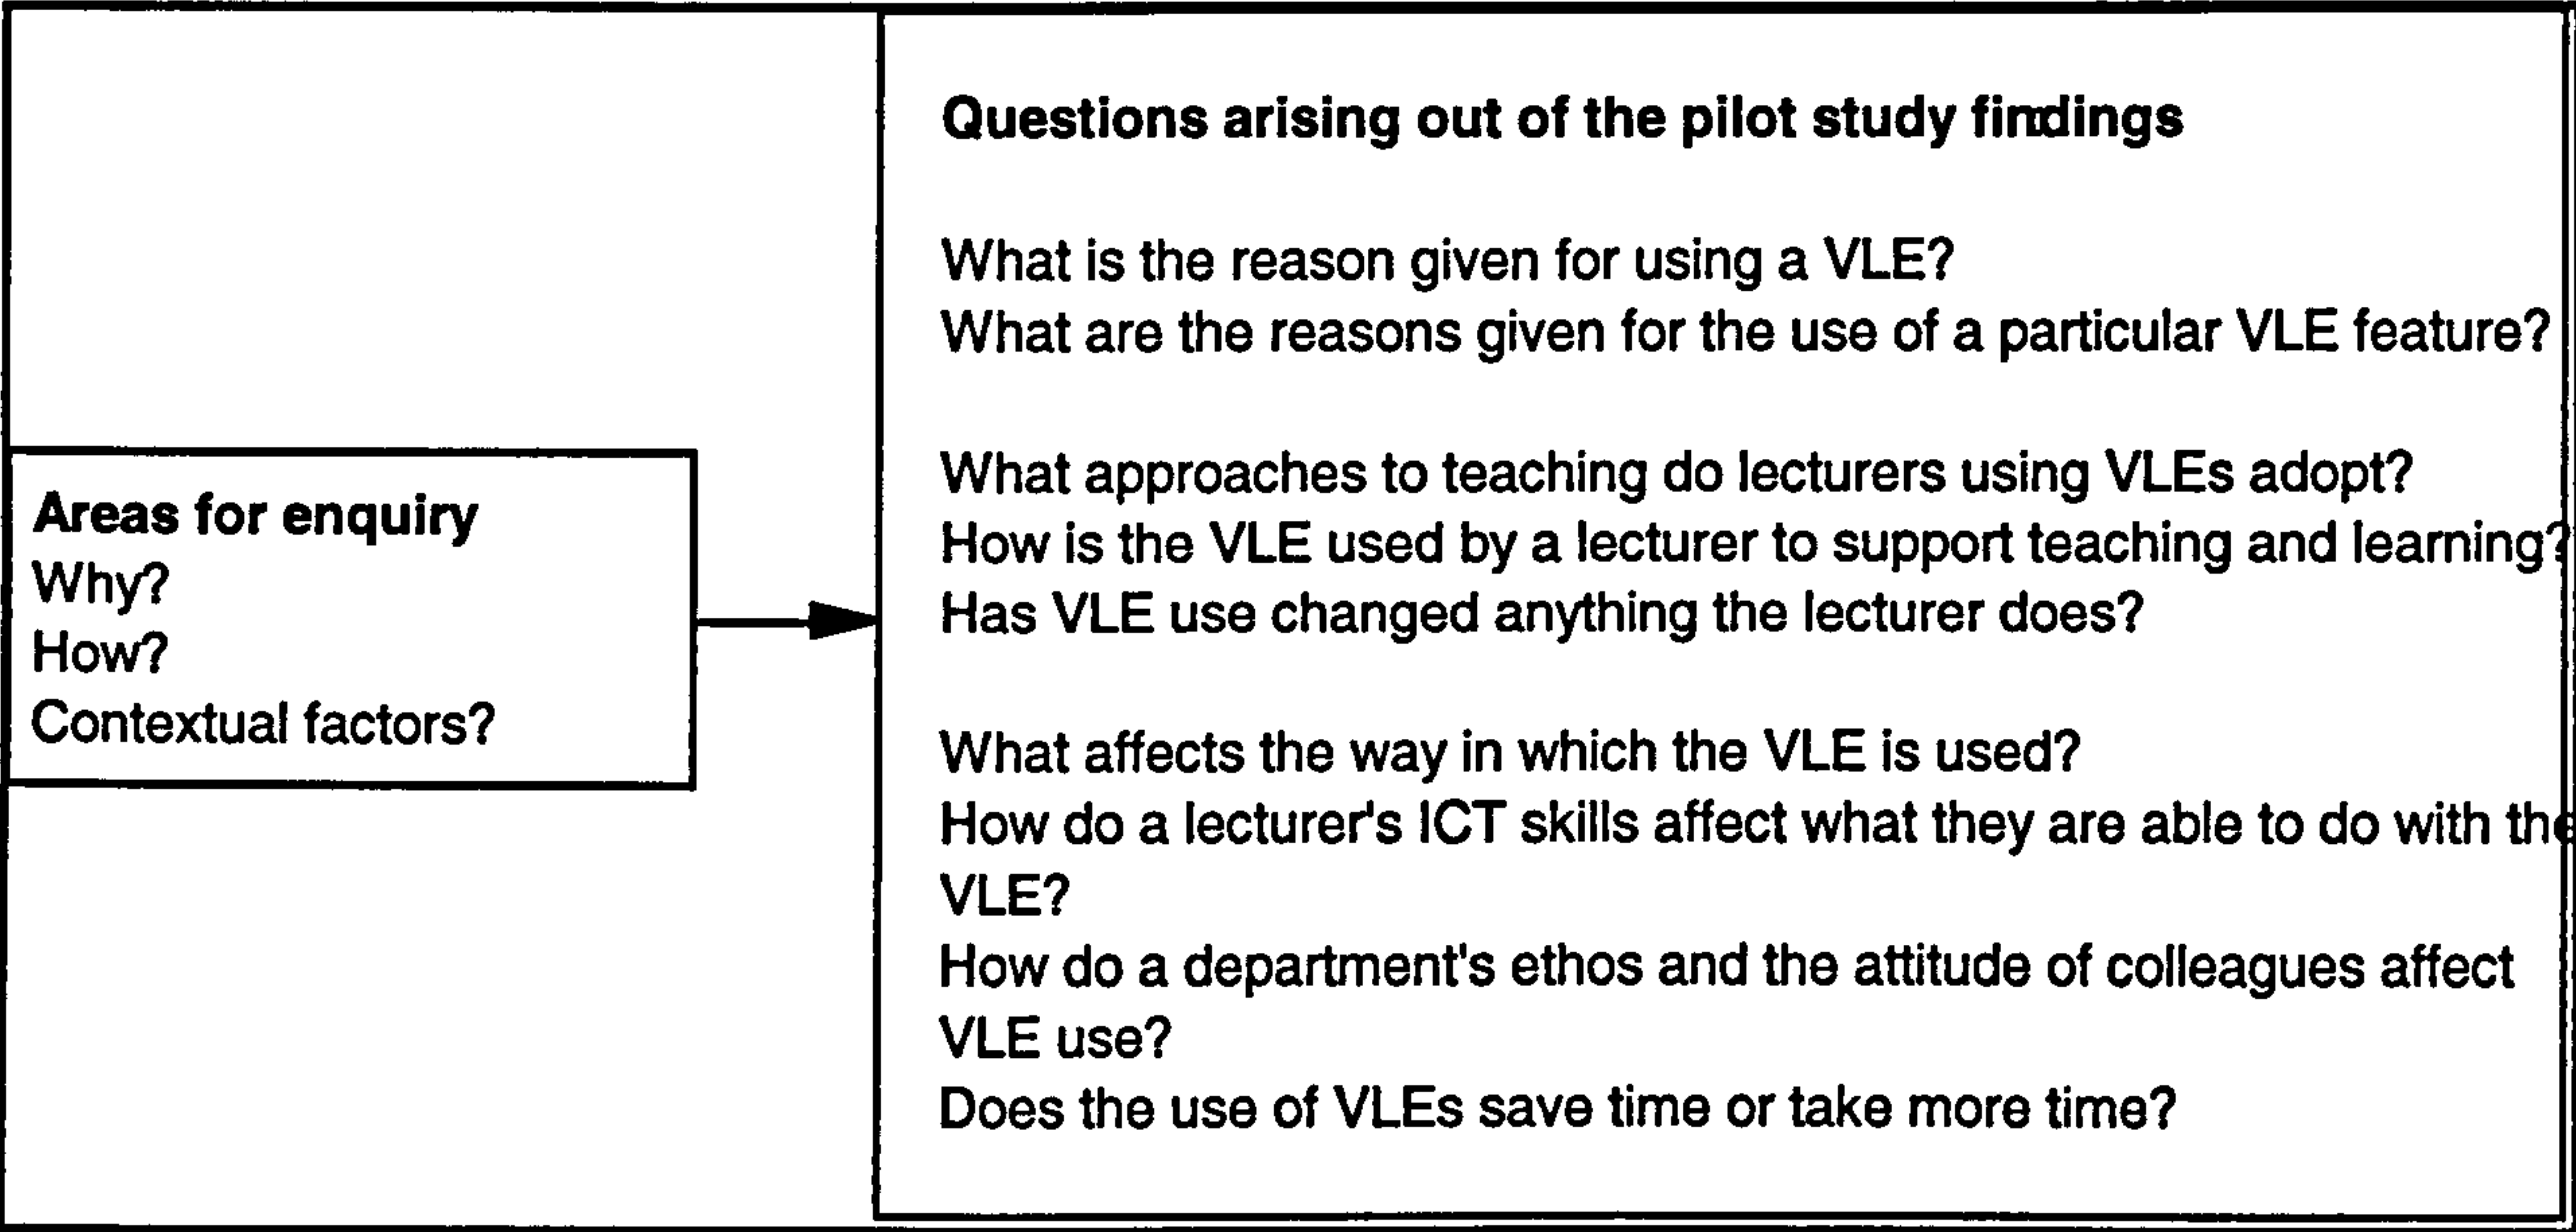 Areas for enquiry
Why?
How?
Contextual factors?
Questions arising out of the pilot study findings
What is the reason given for using a VLE?
What are the reasons given for the use of a particular VLE feature?
What approaches to teaching do lecturers using VLEs adopt?
How is the VLE used by a lecturer to support teaching and learning?
Has VLE use changed anything the lecturer does?
What affects the way in which the VLE is used?
How do a lecturer's ICT skills affect what they are able to do with the
VLE?
How do a department's ethos and the attitude of colleagues affect
VLE use?
Does the use of VLEs save time or take more time?